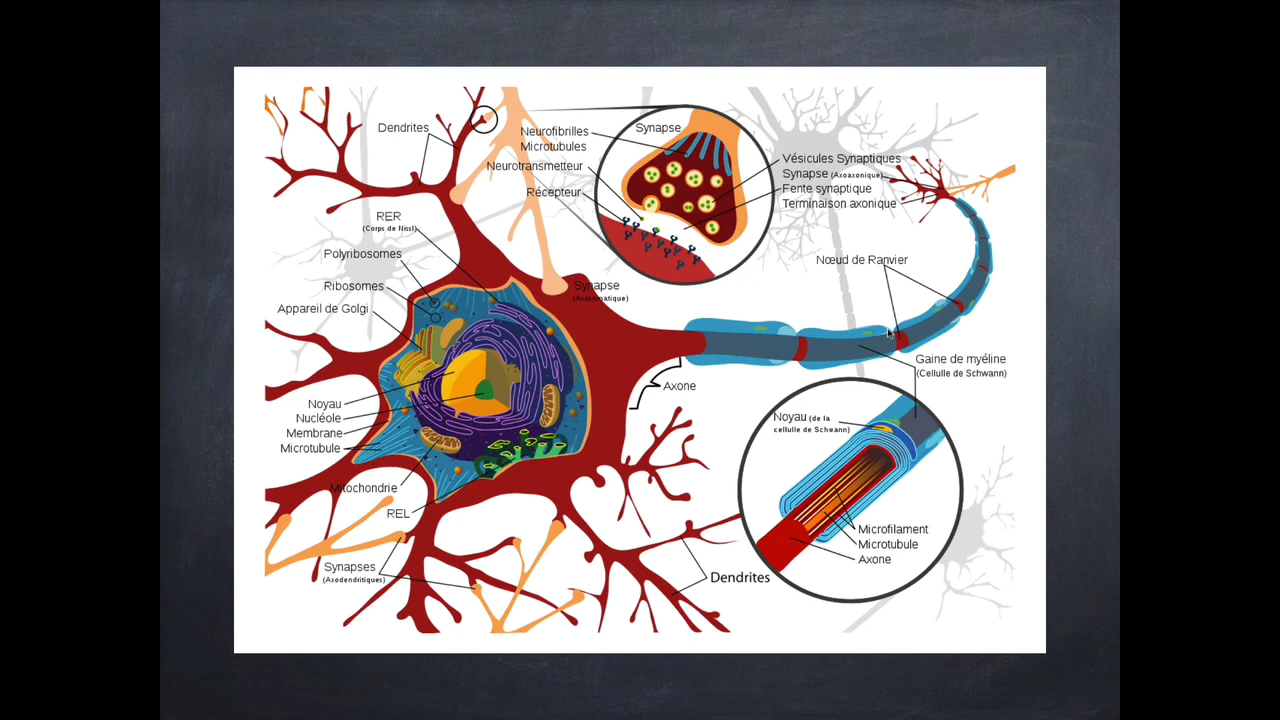 Dendrites
Neurofibrilles
Microtubules
Neurotransmetteur
Récepteur
Synapse
Vésicules Synaptiques
Synapse (Axoaxonique)
Fente synaptique
Terminaison axonique
RER
(Corps de Nissl)
Polyribosomes
Ribosomes
Appareil de Golgi
Synapse
(Axosomatique)
Nœud de Ranvier
Gaine de myéline
(Cellulle de Schwann)
Axone
Noyau
Nucléole
Membrane
Microtubule
Mitochondrie
REL
Synapses
(Axodendritiques)
Dendrites
Noyau (de la
cellulle de Schwann)
Microfilament
Microtubule
Axone